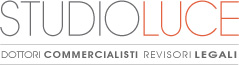 STUDIOLUCE
DOTTORI COMMERCIALISTI REVISORI LEGALI